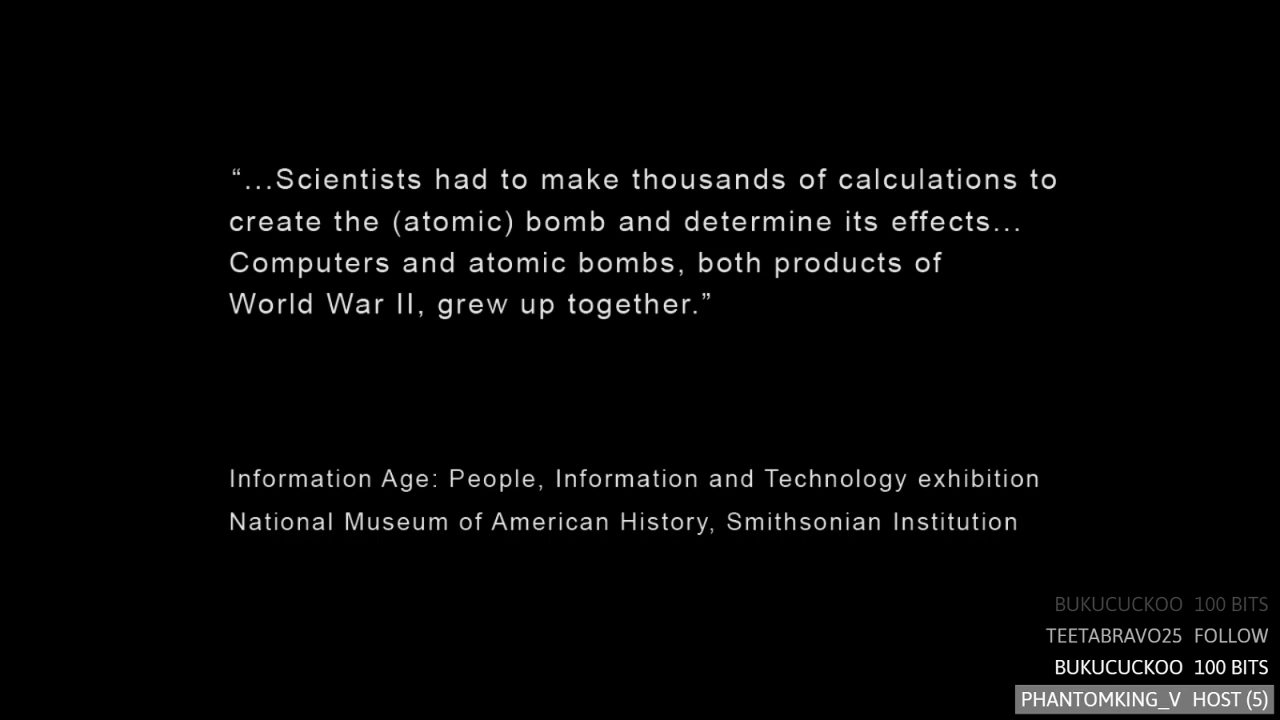 “...Scientists had to make thousands of calculations to
create the (atomic) bomb and determine its effects...
Computers and atomic bombs, both products of
World War II, grew up together.”
Information Age: People, Information and Technology exhibition
National Museum of American History, Smithsonian Institution
BUKUCUCKOO 100 BITS
TEETABRAVO25 FOLLOW
BUKUCUCKOO 100 BITS
PHANTOMKING_V HOST (5)